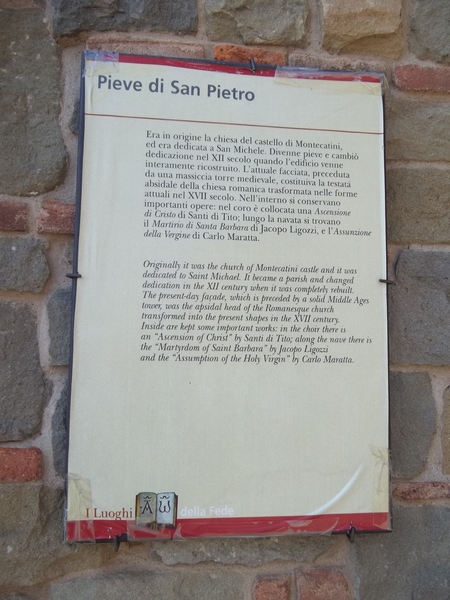 Pieve di San Pietro
Era in origine la chiesa del castello di Montecatini,
ed era dedicata a San Michele. Divenne pieve e cambiò
dedicazione nel XII secolo quando l'edificio venne
interamente ricostruito. L'attuale facciata, preceduta
da una massiccia torre medievale, costituiva la testata
absidale della chiesa romanica trasformata nelle forme
attuali nel XVII secolo. Nell'interno si conservano
importanti opere: nel coro è collocata una Ascensione
di Cristo di Santi di Tito; lungo la navata si trovano
il Martirio di Santa Barbara di Jacopo Ligozzi, e l'Assunzione
della Vergine di Carlo Maratta.
Originally it was the church of Montecatini castle and it was
dedicated to Saint Michael. It became a parish and changed
dedication in the XII century when it was completely rebuilt.
The present-day façade, which is preceded by a solid Middle Ages
tower, was the apsidal head of the Romanesque church
transformed into the present shapes in the XVII century.
Inside are kept some important works: in the choir there is
an "Ascension of Christ" by Santi di Tito; along the nave there is
the "Martyrdom of Saint Barbara" by Jacopo Ligozzi
and the "Assumption of the Holy Virgin" by Carlo Maratta.
I Luoghi Α ω della Fede